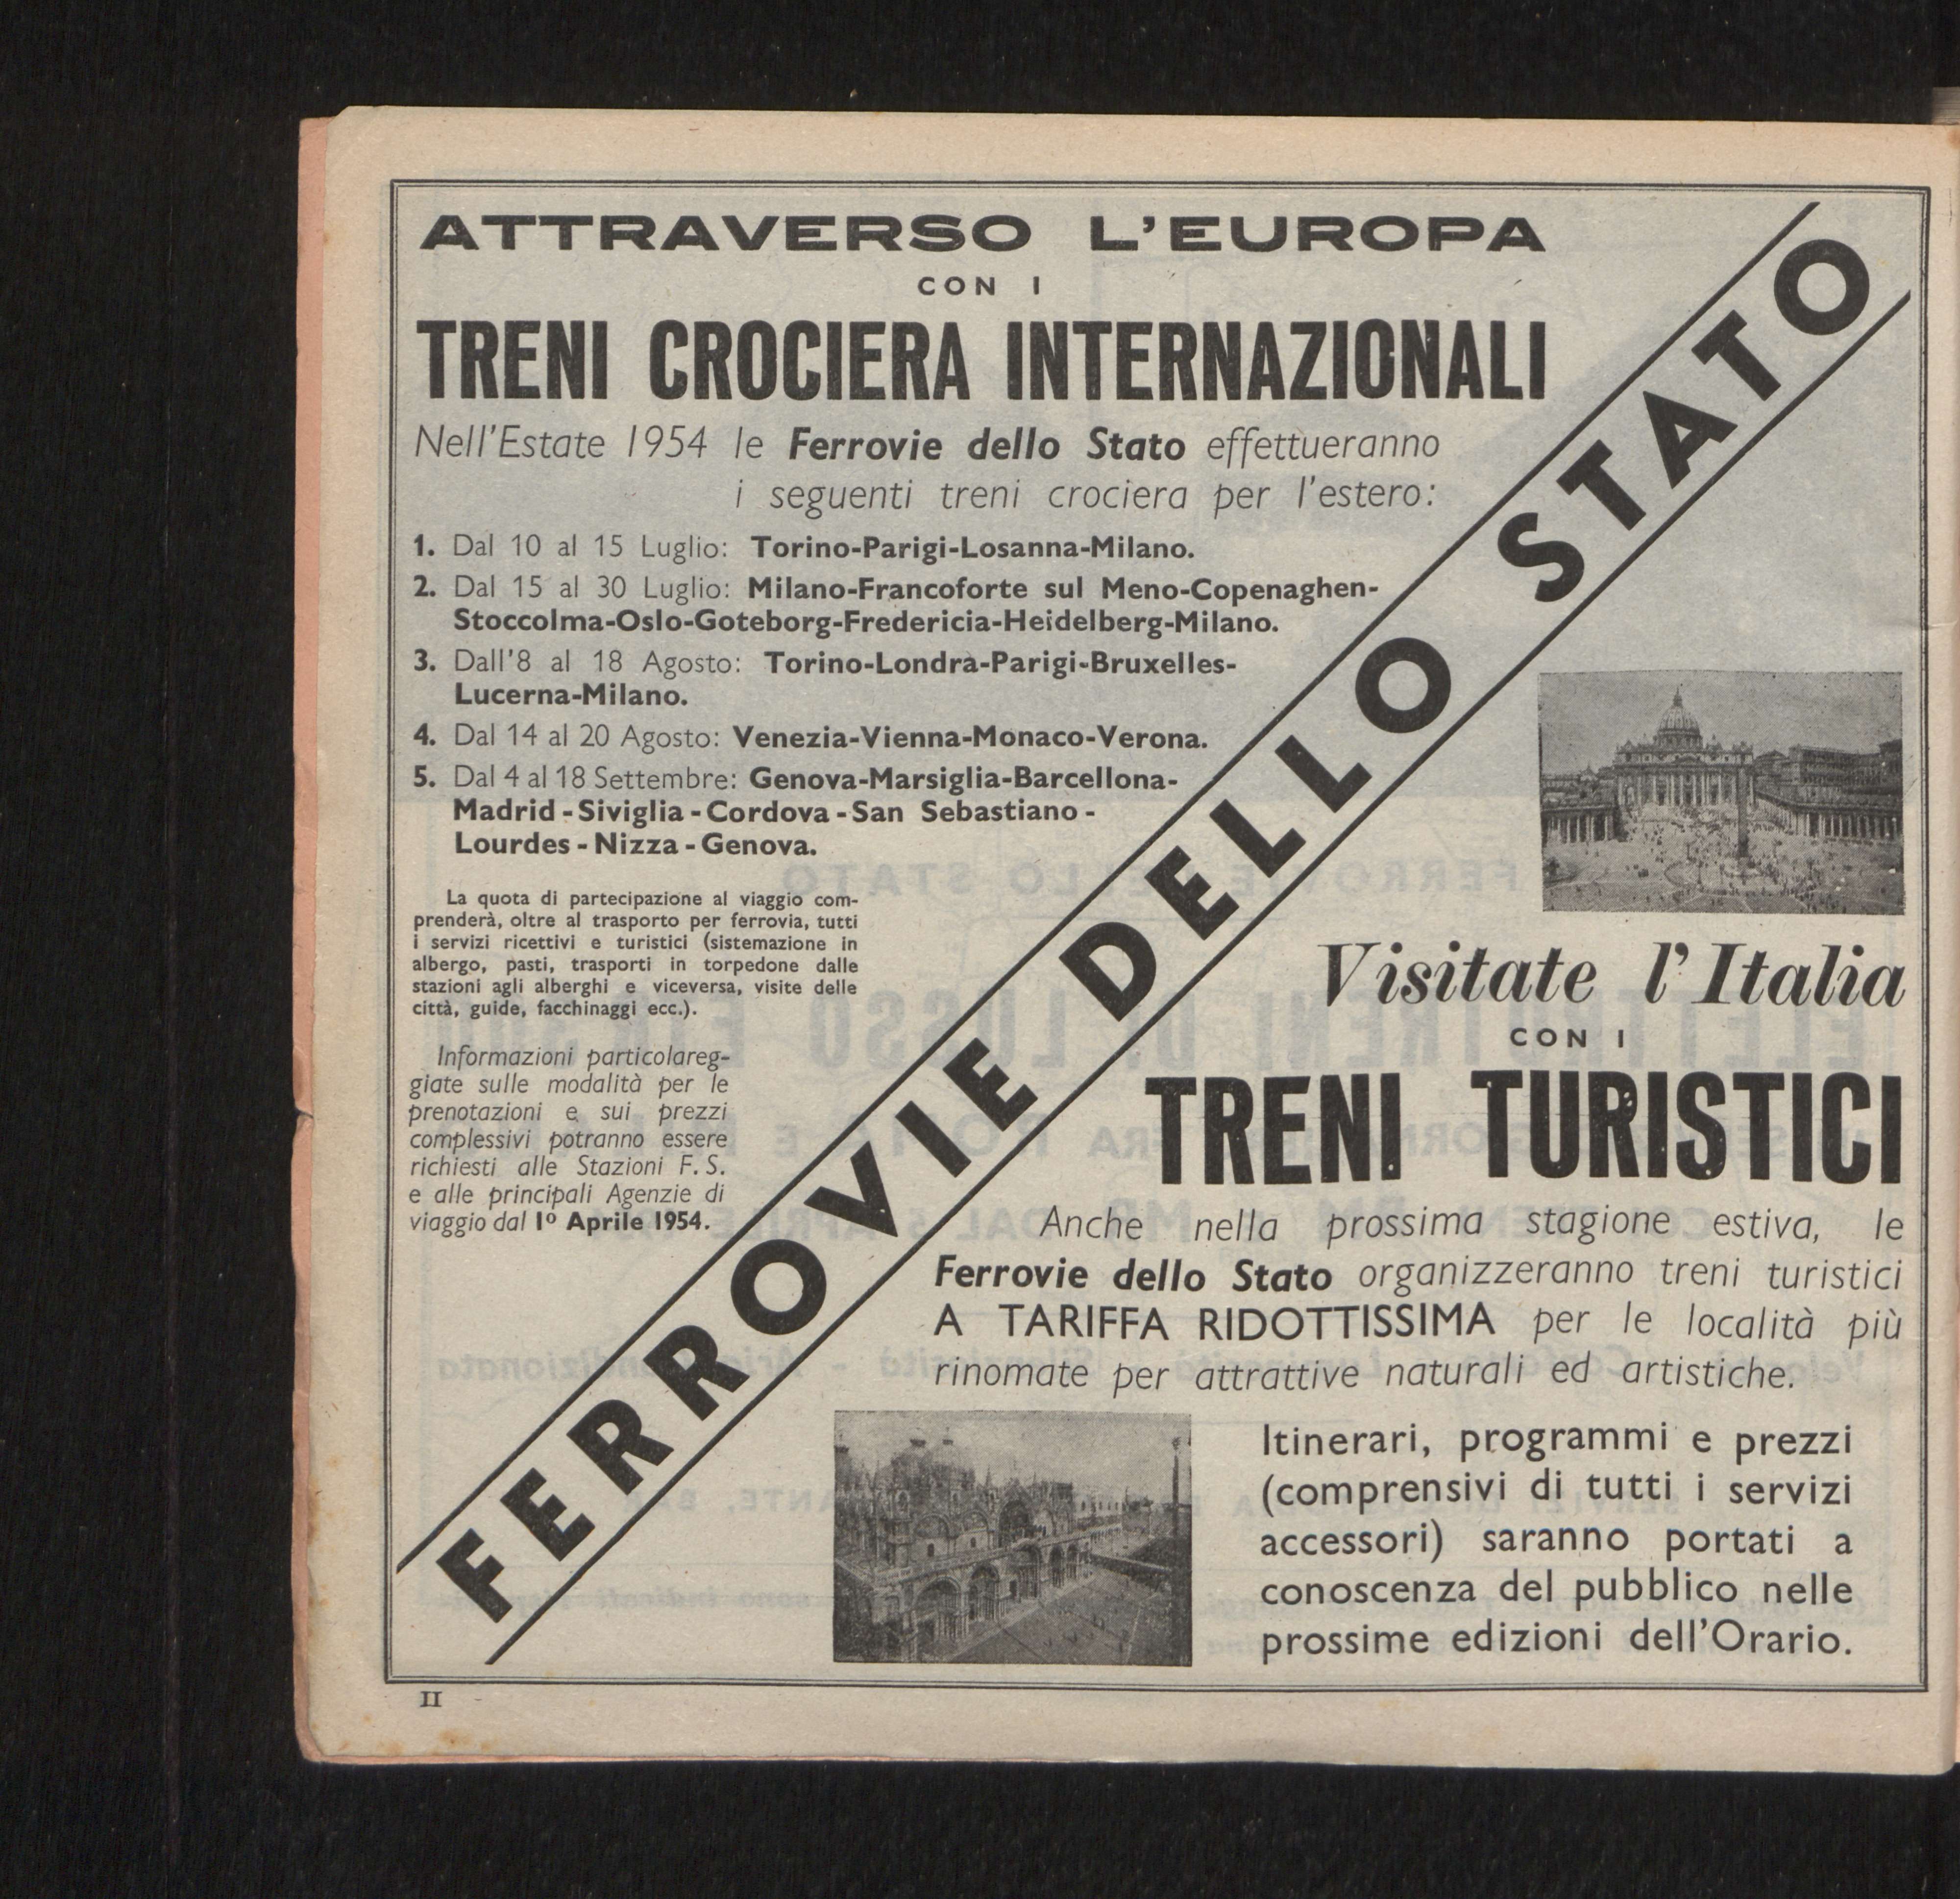 ATTRAVERSO L'EUROPA
CON I
TRENI CROCIERA INTERNAZIONALI
Nell'Estate 1954 le Ferrovie dello Stato effettueranno
i seguenti treni crociera per l'estero:
1. Dal 10 al 15 Luglio: Torino-Parigi-Losanna-Milano.
2. Dal 15 al 30 Luglio: Milano-Francoforte sul Meno-Copenaghen-
Stoccolma-Oslo-Goteborg-Fredericia-Heidelberg-Milano.
3. Dall'8 al 18 Agosto: Torino-Londra-Parigi-Bruxelles-
Lucerna-Milano.
4. Dal 14 al 20 Agosto: Venezia-Vienna-Monaco-Verona.
5. Dal 4 al 18 Settembre: Genova-Marsiglia-Barcellona-
Madrid - Siviglia - Cordova - San Sebastiano -
Lourdes - Nizza - Genova.
La quota di partecipazione al viaggio com-
prenderà, oltre al trasporto per ferrovia, tutti
i servizi ricettivi e turistici (sistemazione in
albergo, pasti, trasporti in torpedone dalle
stazioni agli alberghi e viceversa, visite delle
città, guide, facchinaggi ecc.).
Informazioni particolareg-
giate sulle modalità per le
prenotazioni e sui prezzi
complessivi potranno essere
richiesti alle Stazioni F. S.
e alle principali Agenzie di
viaggio dal 1º Aprile 1954.
FERROVIE DELLO STATO
Visitate l'Italia
CON I
TRENI TURISTICI
Anche nella prossima stagione estiva, le
Ferrovie dello Stato organizzeranno treni turistici
A TARIFFA RIDOTTISSIMA per le località più
rinomate per attrattive naturali ed artistiche.
Itinerari, programmi e prezzi
(comprensivi di tutti i servizi
accessori) saranno portati a
conoscenza del pubblico nelle
prossime edizioni dell'Orario.
II